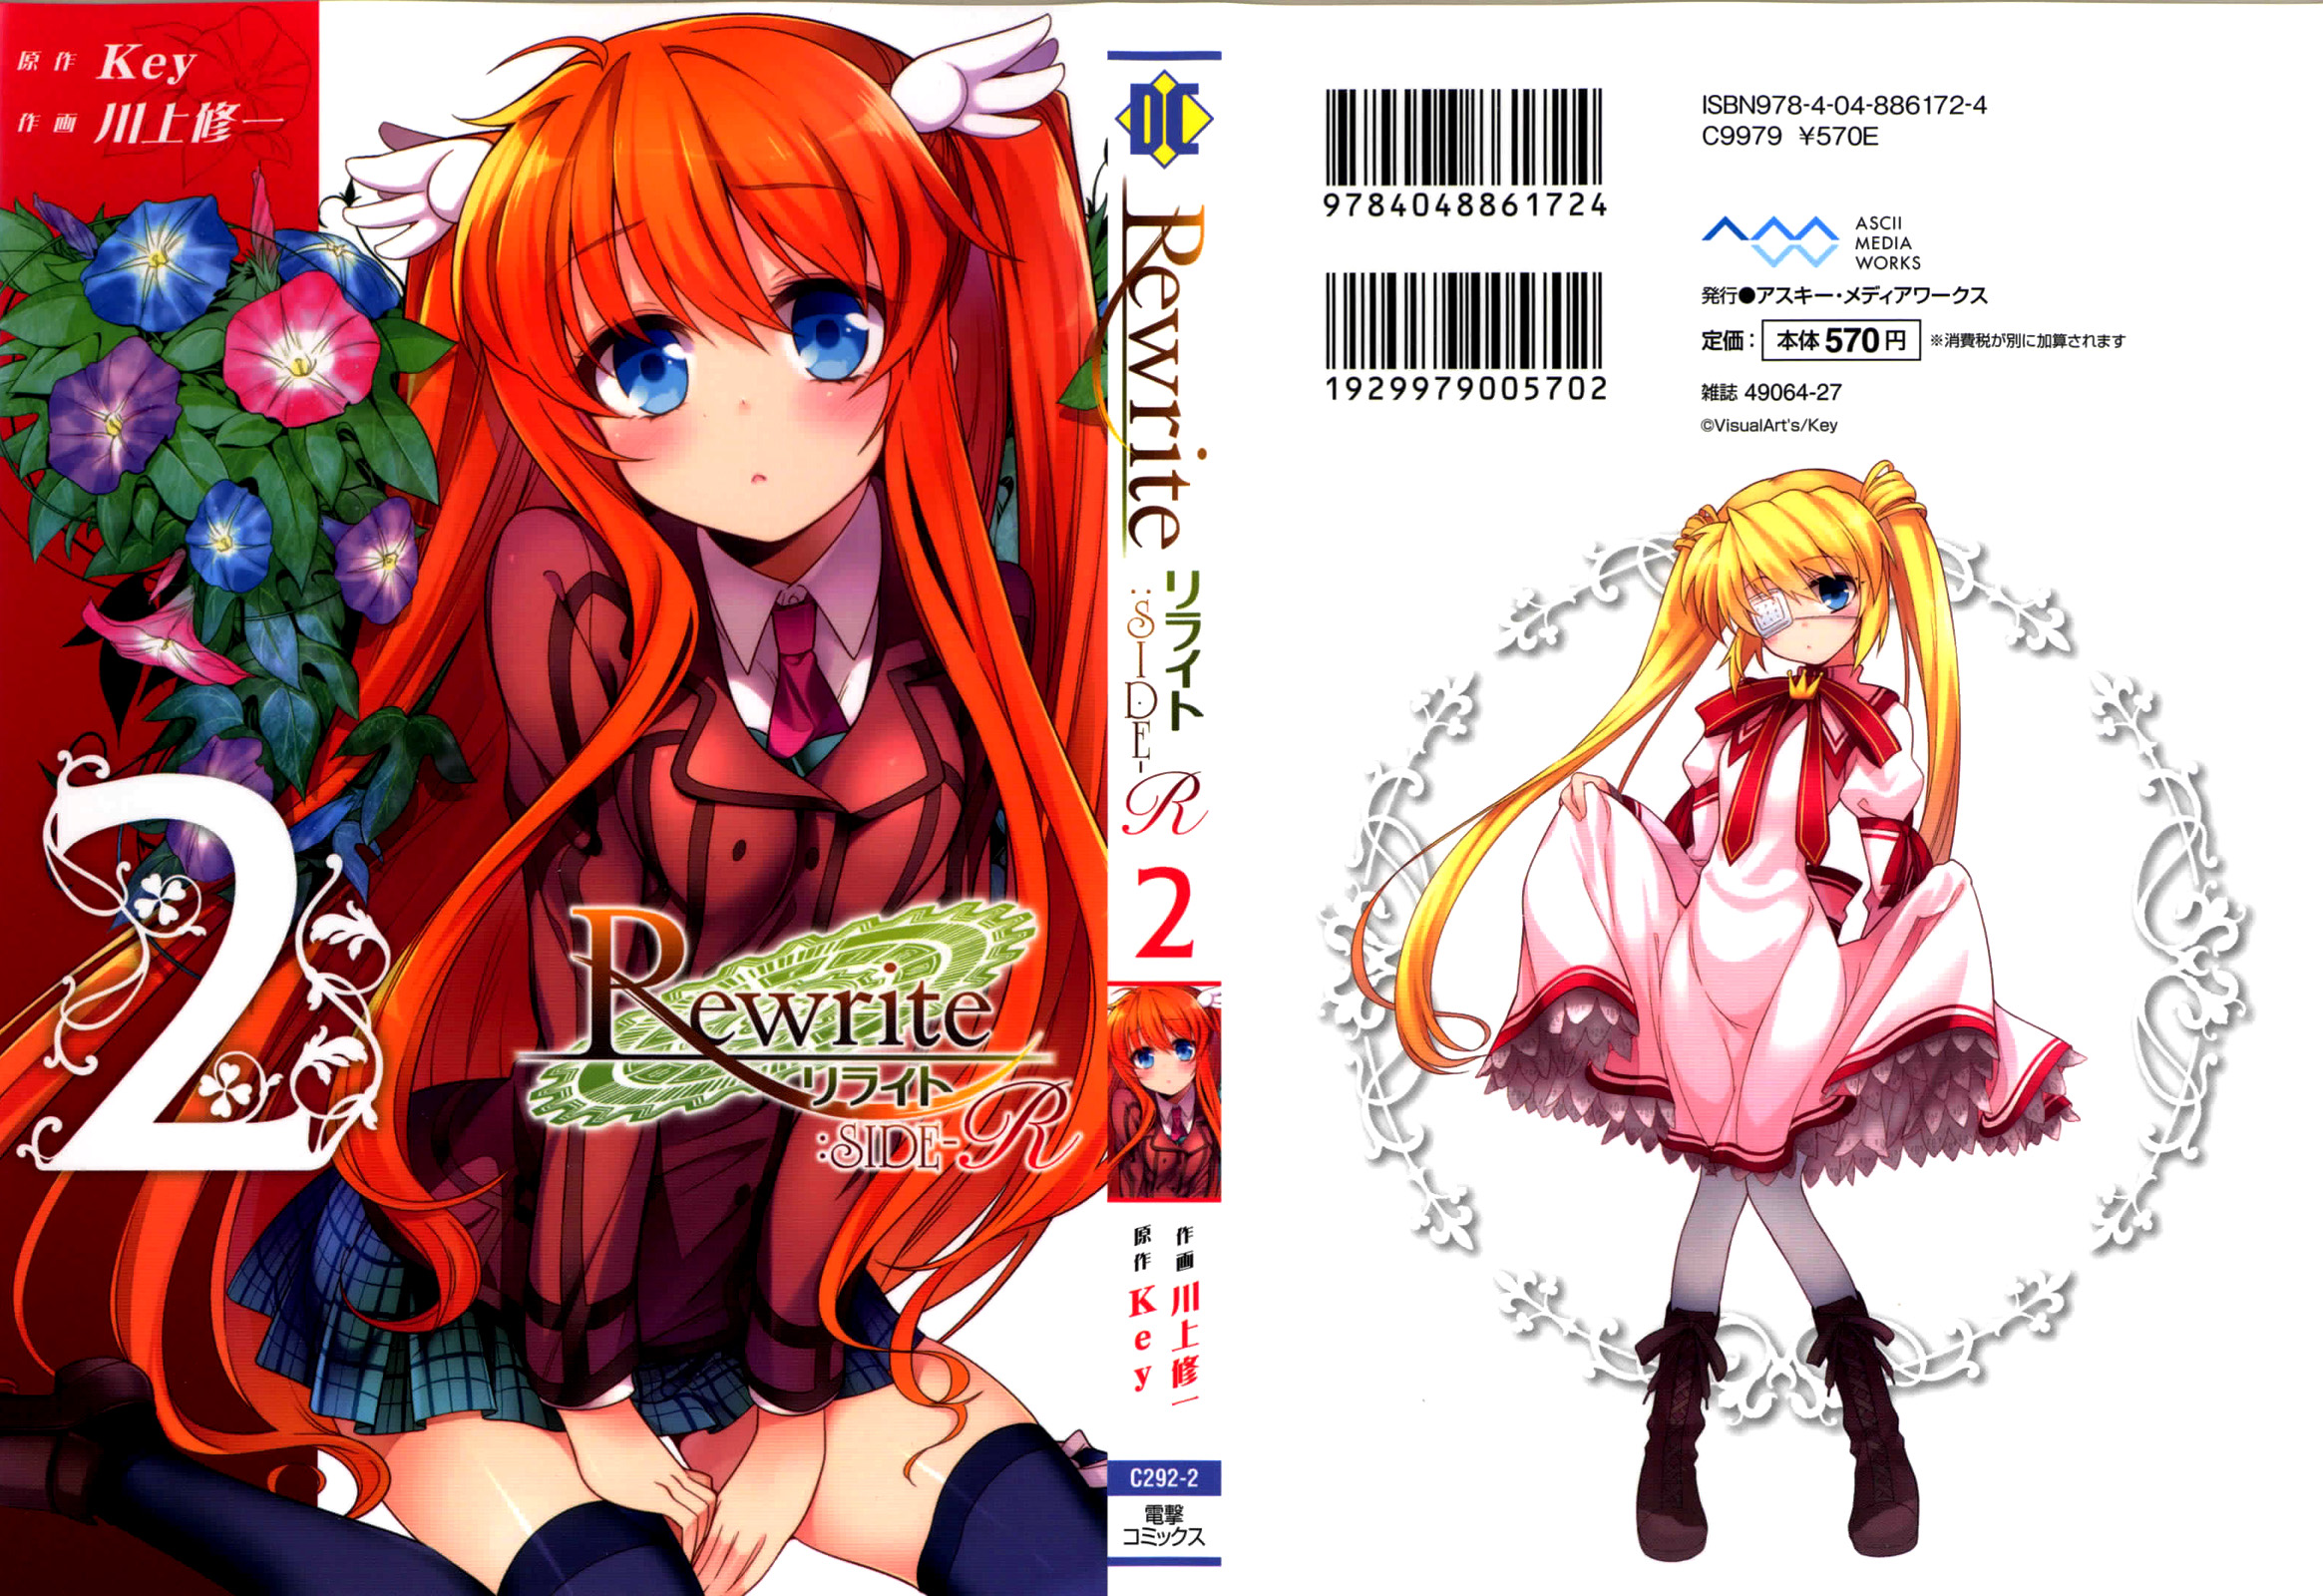 原作 Key
作画 川上修一
2
Rewrite
リライト
:SIDE-R
DC
Rewrite リライト :SIDE-R
2
作画 川上修一
原作 Key
C292-2
電撃
コミックス
9784048861724
1929979005702
ISBN978-4-04-886172-4
C9979 ¥570E
ASCII
MEDIA
WORKS
発行●アスキー・メディアワークス
定価: 本体570円 ※消費税が別に加算されます
雑誌 49064-27
©VisualArt's/Key